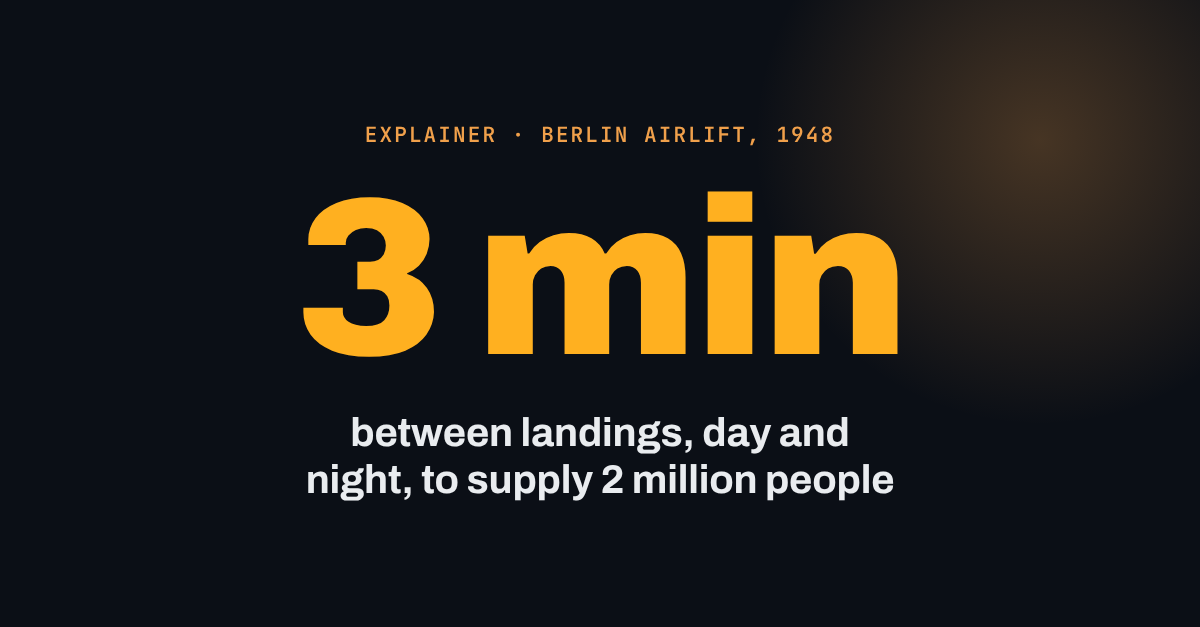 EXPLAINER · BERLIN AIRLIFT, 1948
3 min
between landings, day and
night, to supply 2 million people